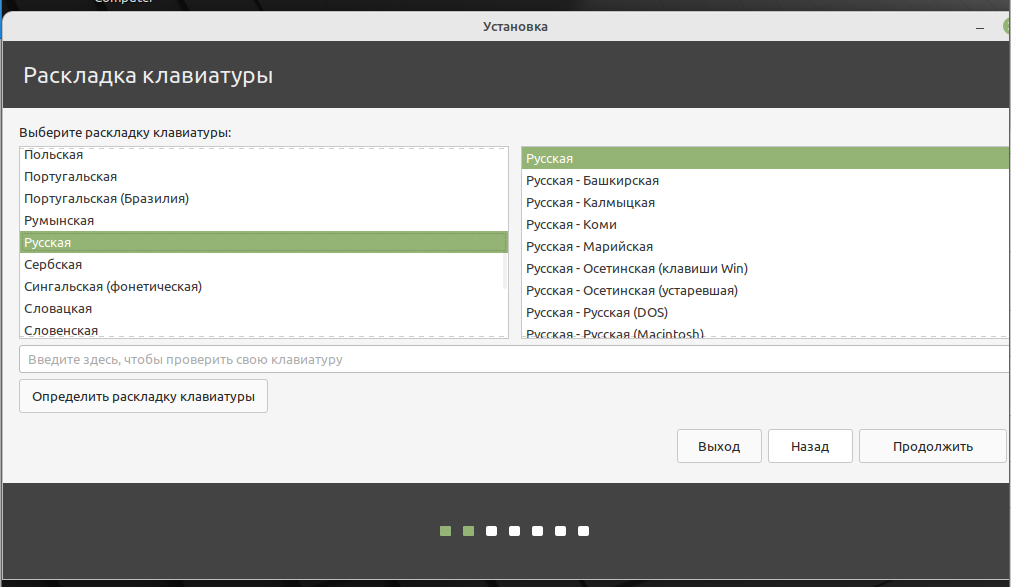 Computer
Установка
Раскладка клавиатуры
Выберите раскладку клавиатуры:
Польская
Португальская
Португальская (Бразилия)
Румынская
Русская
Сербская
Сингальская (фонетическая)
Словацкая
Словенская
Русская
Русская - Башкирская
Русская - Калмыцкая
Русская - Коми
Русская - Марийская
Русская - Осетинская (клавиши Win)
Русская - Осетинская (устаревшая)
Русская - Русская (DOS)
Русская - Русская (Macintosh)
Введите здесь, чтобы проверить свою клавиатуру
Определить раскладку клавиатуры
Выход
Назад
Продолжить